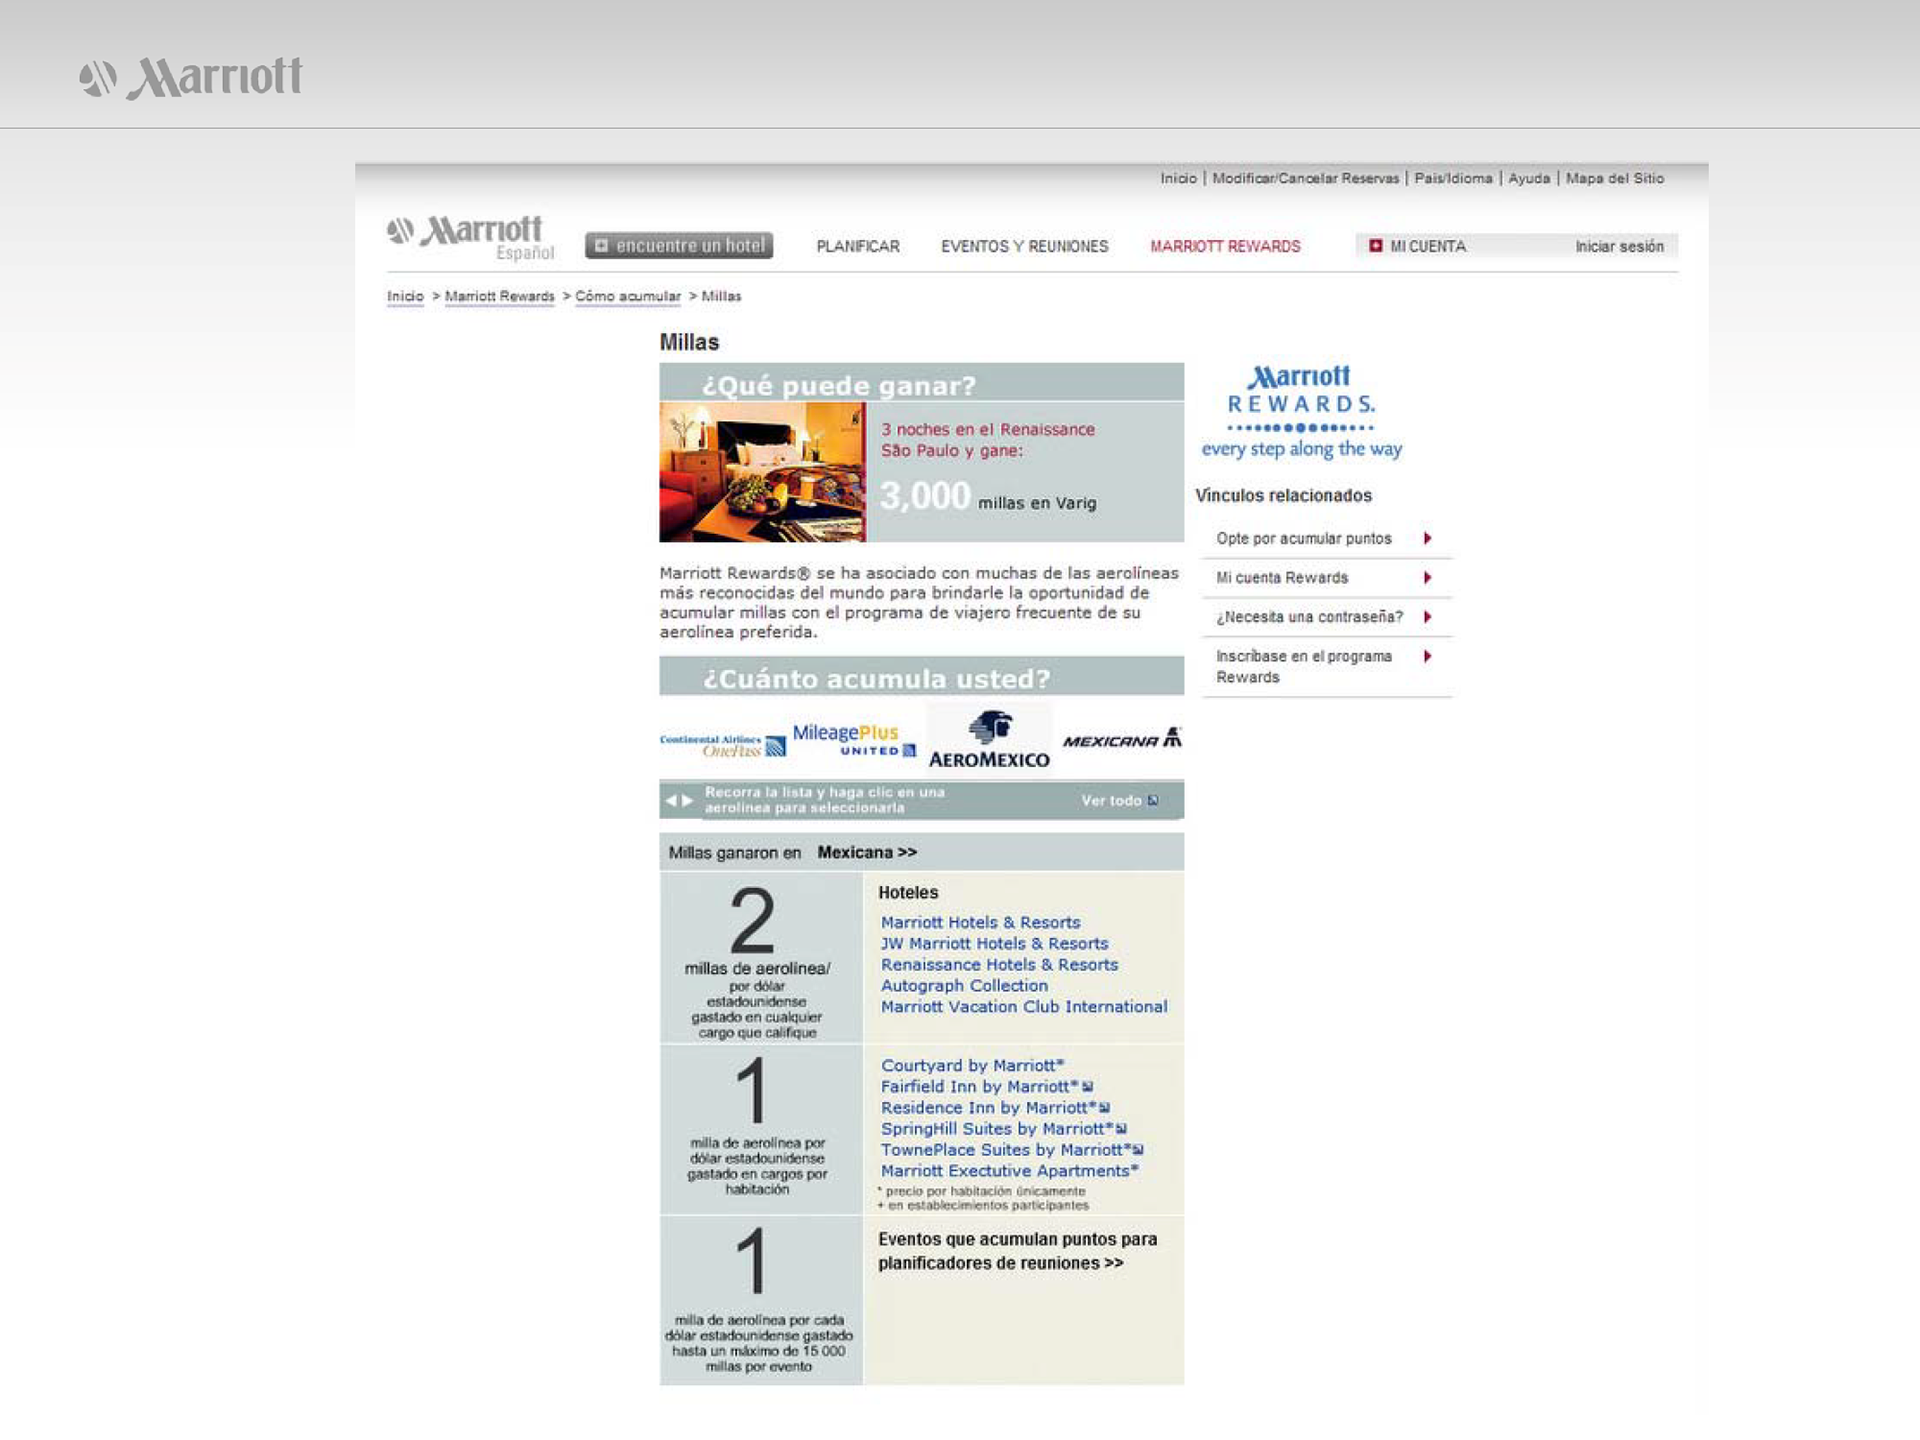 Marriott
Inicio | Modificar/Cancelar Reservas | País/Idioma | Ayuda | Mapa del Sitio
Marriott
Español
encuentre un hotel
PLANIFICAR
EVENTOS Y REUNIONES
MARRIOTT REWARDS
MI CUENTA
Iniciar sesión
Inicio > Marriott Rewards > Cómo acumular > Millas
Millas
¿Qué puede ganar?
3 noches en el Renaissance
São Paulo y gane:
3,000 millas en Varig
Marriott Rewards® se ha asociado con muchas de las aerolíneas
más reconocidas del mundo para brindarle la oportunidad de
acumular millas con el programa de viajero frecuente de su
aerolínea preferida.
¿Cuánto acumula usted?
Continental Airlines
OnePass
MileagePlus
UNITED
AEROMEXICO
MEXICANA
Recorra la lista y haga clic en una
aerolínea para seleccionarla
Ver todo
Millas ganaron en Mexicana >>
2
millas de aerolínea/
por dólar
estadounidense
gastado en cualquier
cargo que califique
Hoteles
Marriott Hotels & Resorts
JW Marriott Hotels & Resorts
Renaissance Hotels & Resorts
Autograph Collection
Marriott Vacation Club International
1
milla de aerolínea por
dólar estadounidense
gastado en cargos por
habitación
Courtyard by Marriott*
Fairfield Inn by Marriott*
Residence Inn by Marriott*
SpringHill Suites by Marriott*
TownePlace Suites by Marriott*
Marriott Exectutive Apartments*
* precio por habitación únicamente
+ en establecimientos participantes
1
milla de aerolínea por cada
dólar estadounidense gastado
hasta un máximo de 15 000
millas por evento
Eventos que acumulan puntos para
planificadores de reuniones >>
Marriott
REWARDS.
every step along the way
Vínculos relacionados
Opte por acumular puntos
Mi cuenta Rewards
¿Necesita una contraseña?
Inscríbase en el programa
Rewards